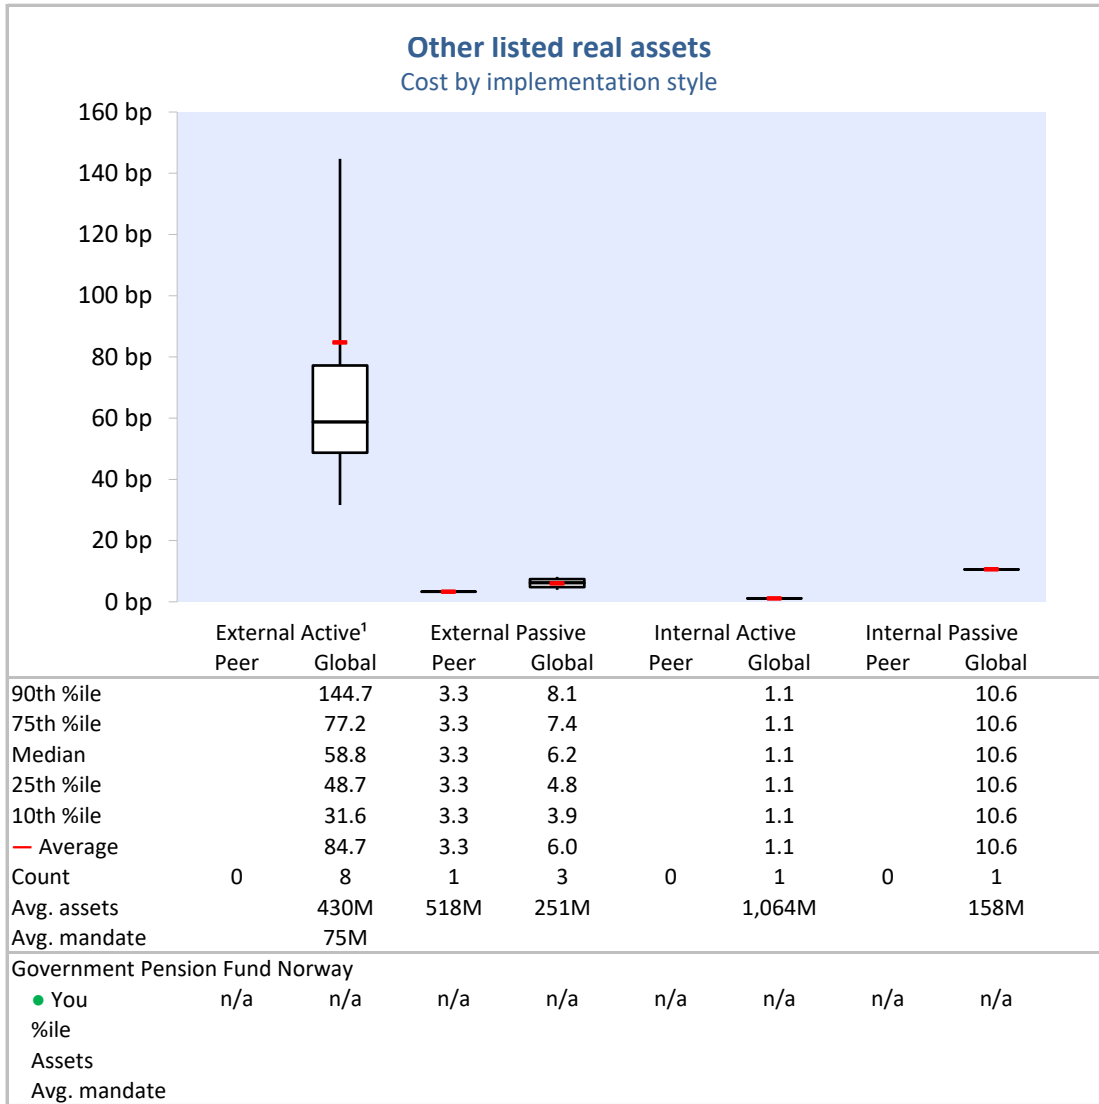 Other listed real assets
Cost by implementation style
160 bp
140 bp
120 bp
100 bp
80 bp
60 bp
40 bp
20 bp
0 bp
External Active¹ External Passive Internal Active Internal Passive
Peer Global Peer Global Peer Global Peer Global
90th %ile 144.7 3.3 8.1 1.1 10.6
75th %ile 77.2 3.3 7.4 1.1 10.6
Median 58.8 3.3 6.2 1.1 10.6
25th %ile 48.7 3.3 4.8 1.1 10.6
10th %ile 31.6 3.3 3.9 1.1 10.6
— Average 84.7 3.3 6.0 1.1 10.6
Count 0 8 1 3 0 1 0 1
Avg. assets 430M 518M 251M 1,064M 158M
Avg. mandate 75M
Government Pension Fund Norway
● You n/a n/a n/a n/a n/a n/a n/a n/a
%ile
Assets
Avg. mandate